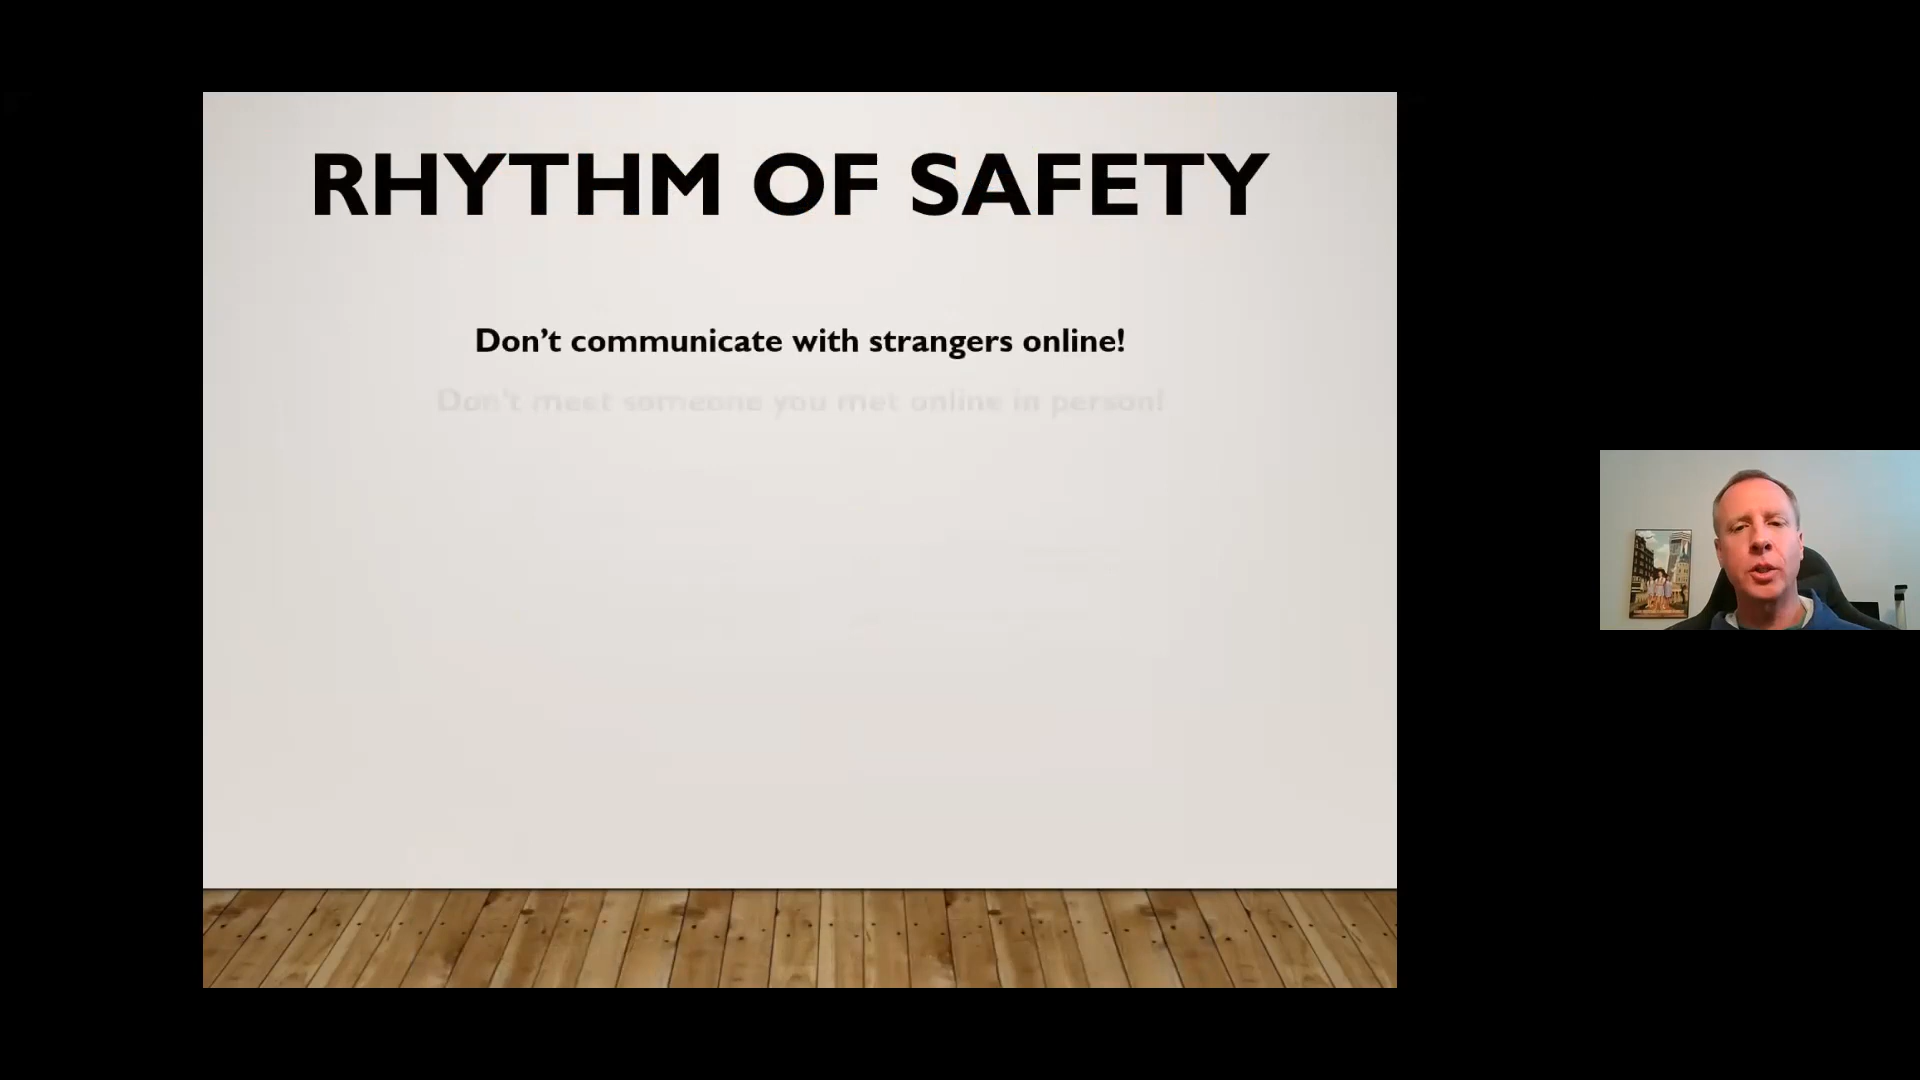 RHYTHM OF SAFETY
Don’t communicate with strangers online!
Don't meet someone you met online in person!